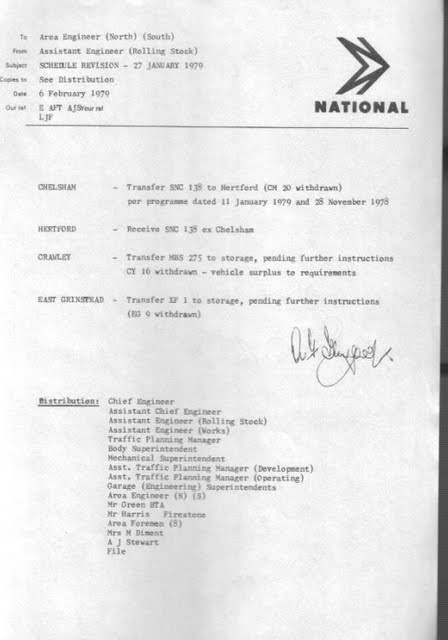 To Area Engineer (North) (South)
From Assistant Engineer (Rolling Stock)
Subject SCHEDULE REVISION - 27 JANUARY 1979
Copies to See Distribution
Date 6 February 1979
Our ref E AFT AJS Your ref
LJF
NATIONAL
CHELSHAM - Transfer SNC 138 to Hertford (CM 20 withdrawn)
per programme dated 11 January 1979 and 28 November 1978
HERTFORD - Receive SNC 138 ex Chelsham
CRAWLEY - Transfer MBS 275 to storage, pending further instructions
CY 16 withdrawn - vehicle surplus to requirements
EAST GRINSTEAD - Transfer XF 1 to storage, pending further instructions
(EG 9 withdrawn)
Distribution: Chief Engineer
Assistant Chief Engineer
Assistant Engineer (Rolling Stock)
Assistant Engineer (Works)
Traffic Planning Manager
Body Superintendent
Mechanical Superintendent
Asst. Traffic Planning Manager (Development)
Asst. Traffic Planning Manager (Operating)
Garage (Engineering) Superintendents
Area Engineer (N) (S)
Mr Green BTA
Mr Harris Firestone
Area Foremen (S)
Mrs M Diment
A J Stewart
File